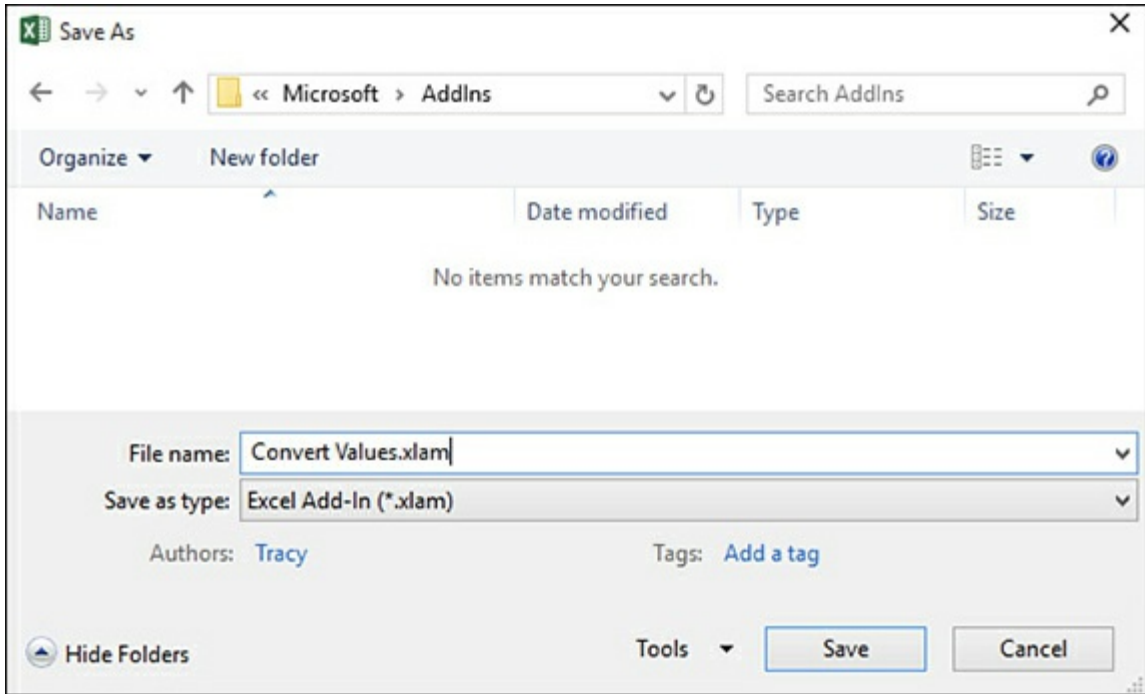 Save As
« Microsoft > AddIns
Search AddIns
Organize
New folder
Name
Date modified
Type
Size
No items match your search.
File name: Convert Values.xlam
Save as type: Excel Add-In (*.xlam)
Authors: Tracy
Tags: Add a tag
Hide Folders
Tools
Save
Cancel